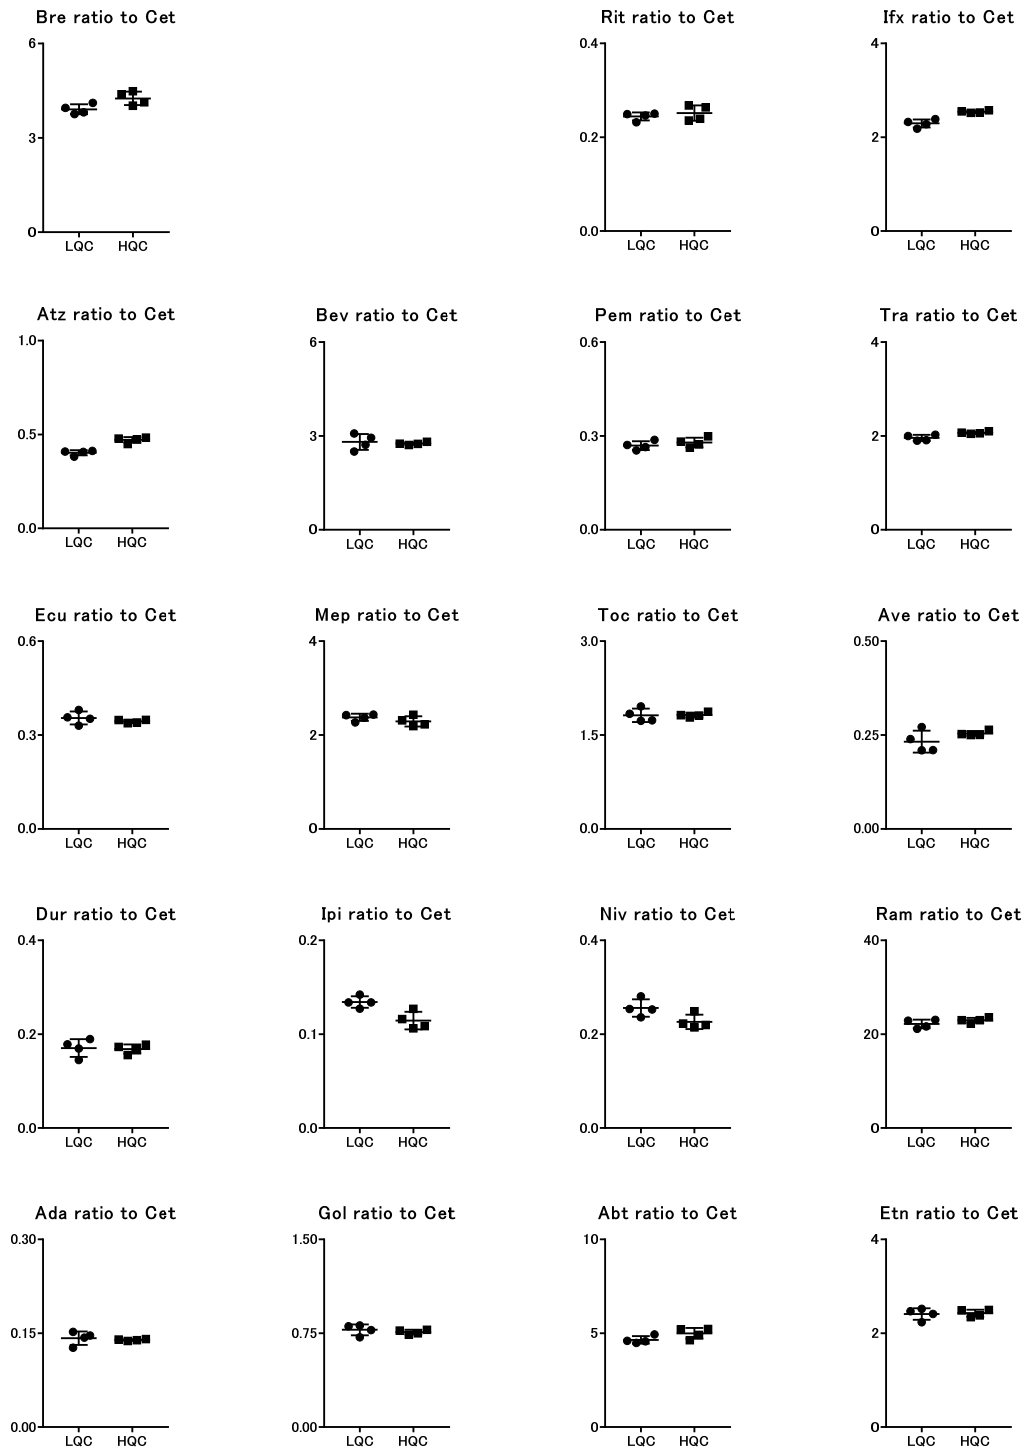 Bre ratio to Cet
6
3
0
LQC HQC
Rit ratio to Cet
0.4
0.2
0.0
LQC HQC
Ifx ratio to Cet
4
2
0
LQC HQC
Atz ratio to Cet
1.0
0.5
0.0
LQC HQC
Bev ratio to Cet
6
3
0
LQC HQC
Pem ratio to Cet
0.6
0.3
0.0
LQC HQC
Tra ratio to Cet
4
2
0
LQC HQC
Ecu ratio to Cet
0.6
0.3
0.0
LQC HQC
Mep ratio to Cet
4
2
0
LQC HQC
Toc ratio to Cet
3.0
1.5
0.0
LQC HQC
Ave ratio to Cet
0.50
0.25
0.00
LQC HQC
Dur ratio to Cet
0.4
0.2
0.0
LQC HQC
Ipi ratio to Cet
0.2
0.1
0.0
LQC HQC
Niv ratio to Cet
0.4
0.2
0.0
LQC HQC
Ram ratio to Cet
40
20
0
LQC HQC
Ada ratio to Cet
0.30
0.15
0.00
LQC HQC
Gol ratio to Cet
1.50
0.75
0.00
LQC HQC
Abt ratio to Cet
10
5
0
LQC HQC
Etn ratio to Cet
4
2
0
LQC HQC